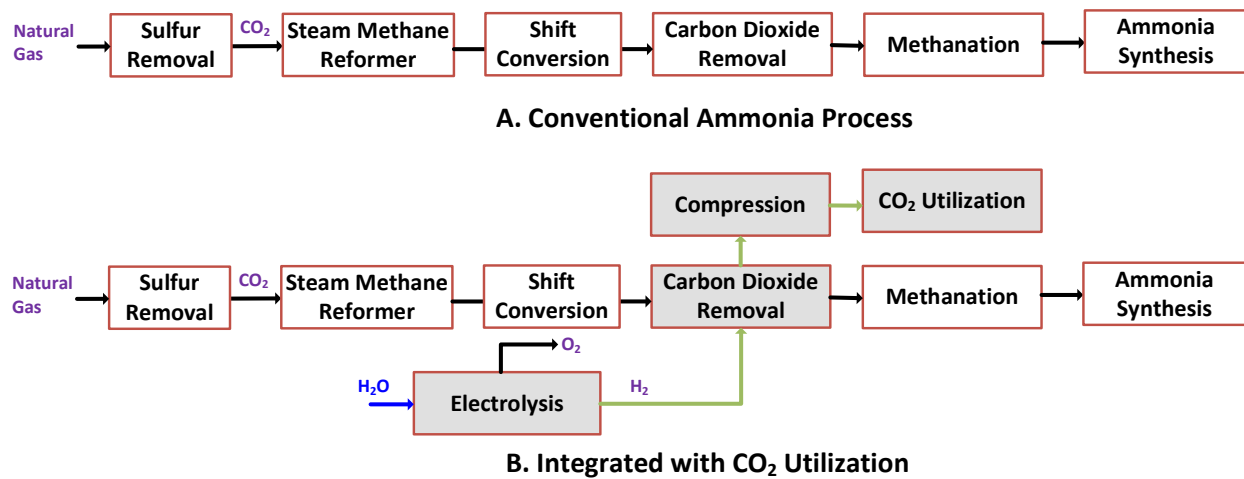 Natural
Gas
Sulfur
Removal
CO₂
Steam Methane
Reformer
Shift
Conversion
Carbon Dioxide
Removal
Methanation
Ammonia
Synthesis
A. Conventional Ammonia Process
Compression
CO₂ Utilization
Natural
Gas
Sulfur
Removal
CO₂
Steam Methane
Reformer
Shift
Conversion
Carbon Dioxide
Removal
Methanation
Ammonia
Synthesis
O₂
H₂O
Electrolysis
H₂
B. Integrated with CO₂ Utilization